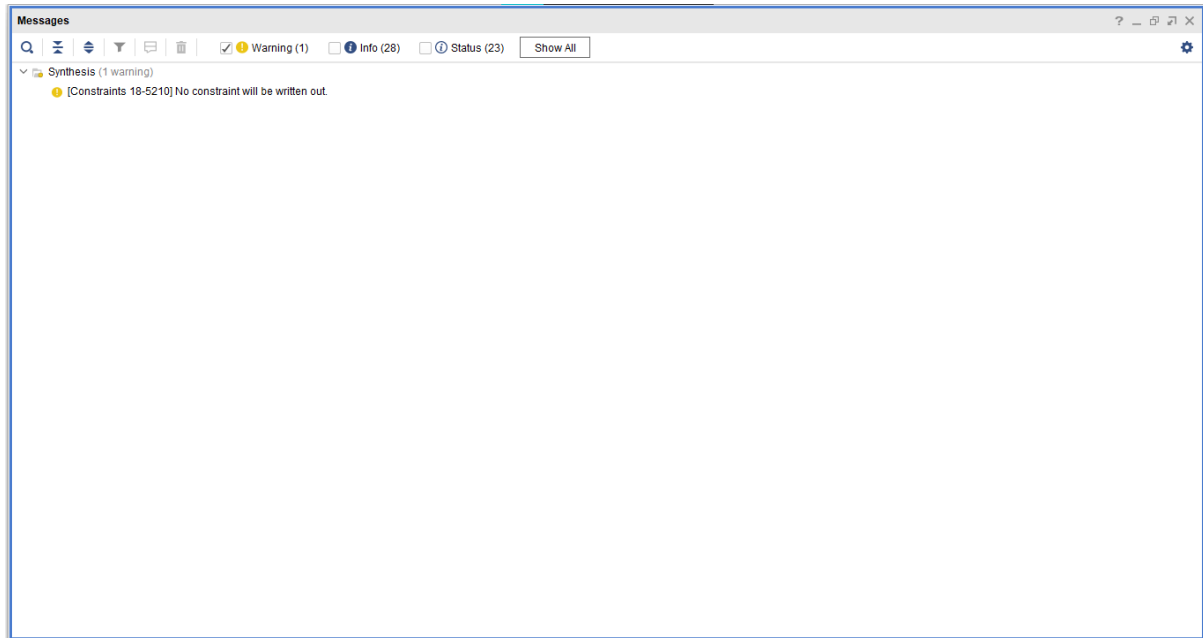 Messages
Warning (1) Info (28) Status (23) Show All
Synthesis (1 warning)
[Constraints 18-5210] No constraint will be written out.